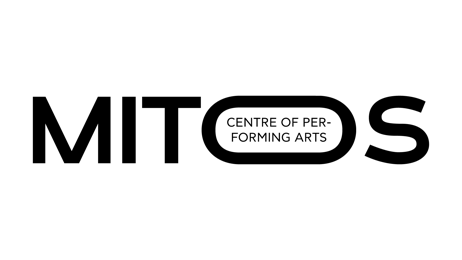 MITOS
CENTRE OF PER-
FORMING ARTS